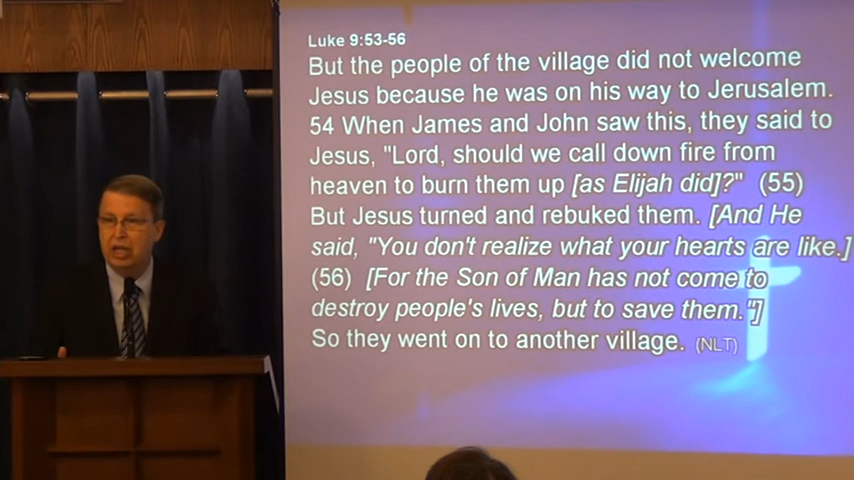 Luke 9:53-56
But the people of the village did not welcome
Jesus because he was on his way to Jerusalem.
54 When James and John saw this, they said to
Jesus, "Lord, should we call down fire from
heaven to burn them up [as Elijah did]?" (55)
But Jesus turned and rebuked them. [And He
said, "You don't realize what your hearts are like.]
(56) [For the Son of Man has not come to
destroy people's lives, but to save them."]
So they went on to another village. (NLT)